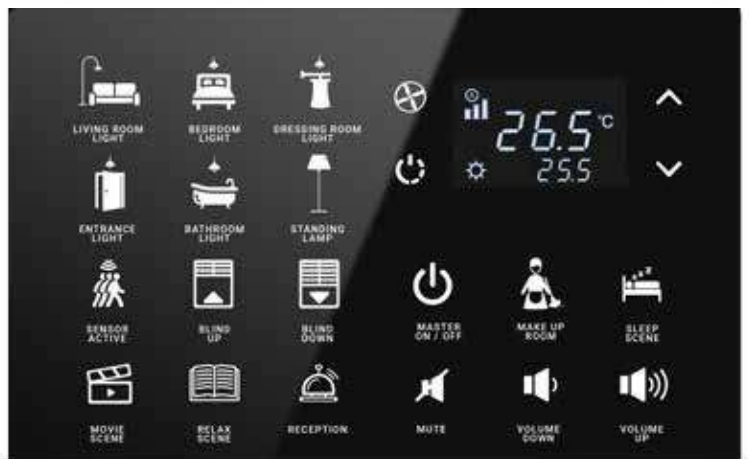 LIVING ROOM
LIGHT
BEDROOM
LIGHT
DRESSING ROOM
LIGHT
26.5 °C
25.5
ENTRANCE
LIGHT
BATHROOM
LIGHT
STANDING
LAMP
SENSOR
ACTIVE
BLIND
UP
BLIND
DOWN
MASTER
ON / OFF
MAKE UP
ROOM
SLEEP
SCENE
MOVIE
SCENE
RELAX
SCENE
RECEPTION
MUTE
VOLUME
DOWN
VOLUME
UP